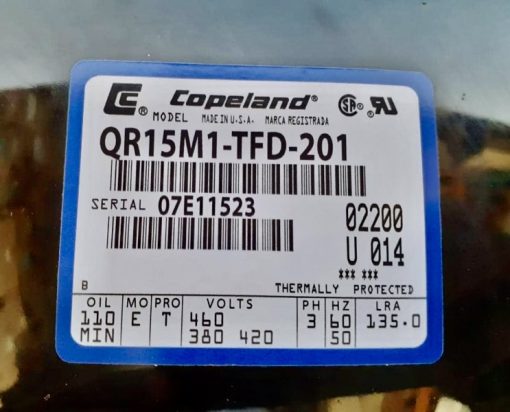 CE® Copeland®
MODEL MADE IN U.S.A. MARCA REGISTRADA
QR15M1-TFD-201
SERIAL 07E11523
02200
U 014
*** ***
B THERMALLY PROTECTED
OIL MO PRO VOLTS PH HZ LRA
110 E T 460 3 60 135.0
MIN 380 420 50